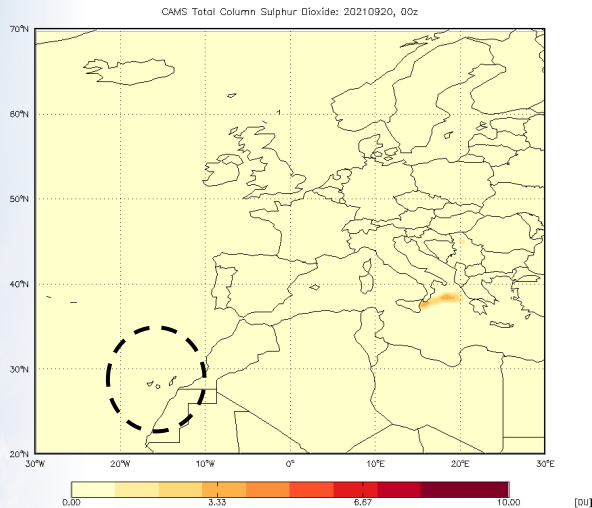 CAMS Total Column Sulphur Dioxide: 20210920, 00z
70°N
60°N
50°N
40°N
30°N
20°N
30°W 20°W 10°W 0° 10°E 20°E 30°E
0.00 3.33 6.67 10.00 [DU]